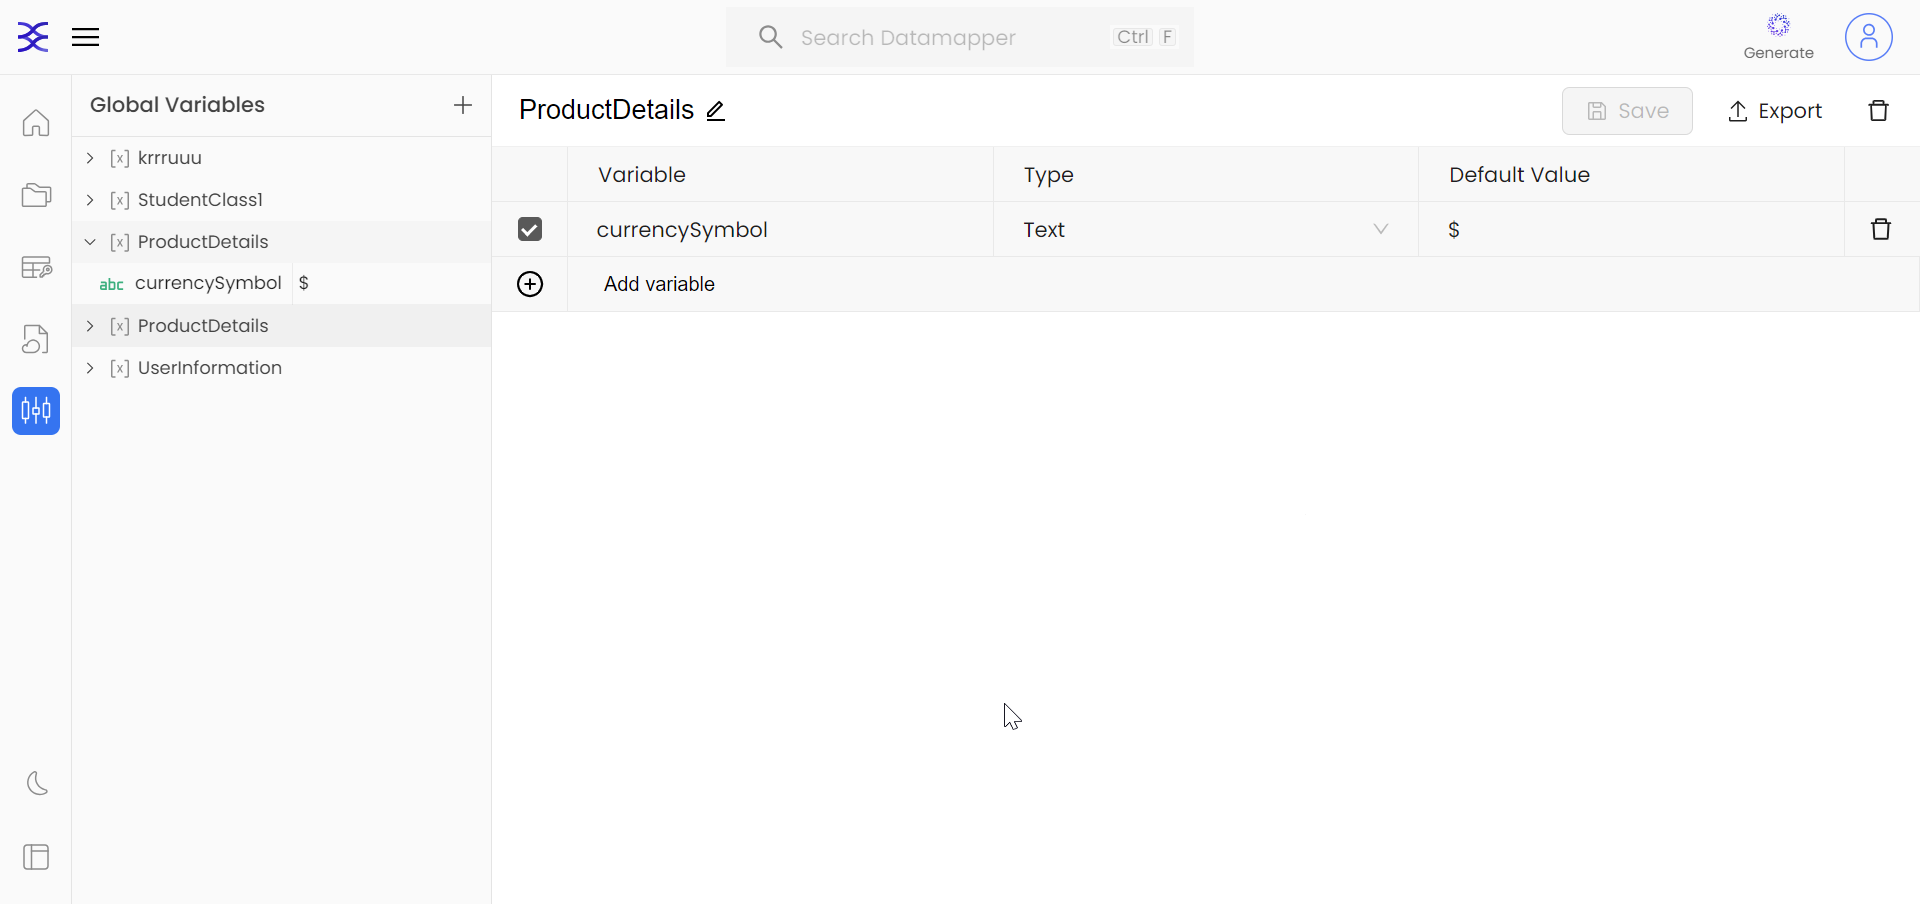 Search Datamapper Ctrl F
Generate
Global Variables
krrruuu
StudentClass1
ProductDetails
abc currencySymbol $
ProductDetails
UserInformation
ProductDetails
Save Export
Variable Type Default Value
currencySymbol Text $
Add variable